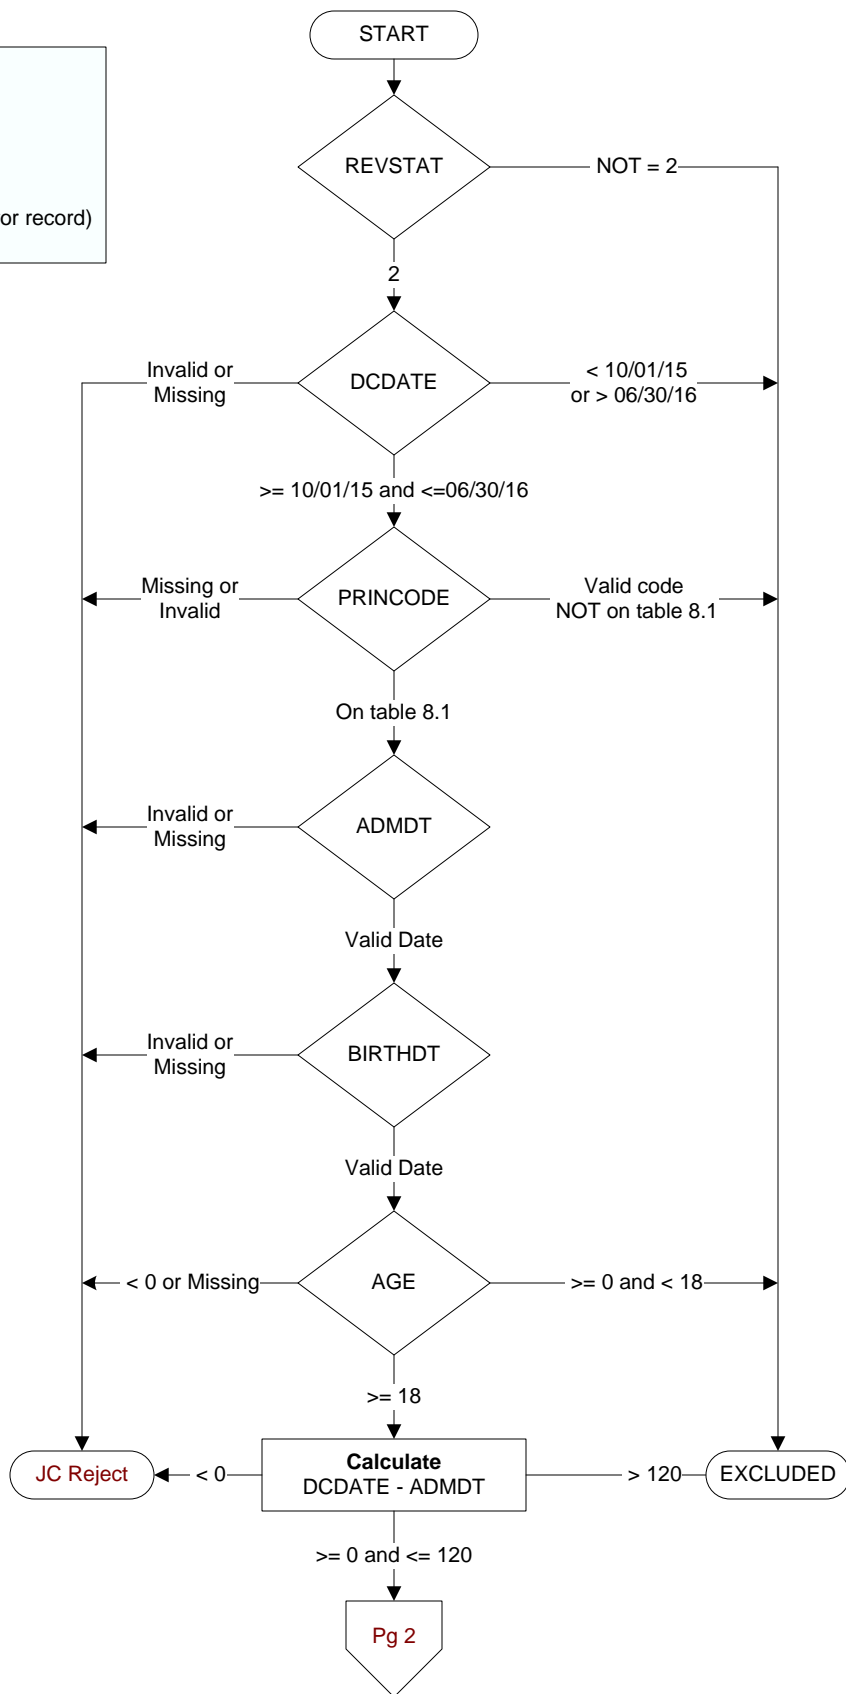 START
or record)
REVSTAT
NOT = 2
2
Invalid or
Missing
DCDATE
< 10/01/15
or > 06/30/16
>= 10/01/15 and <=06/30/16
Missing or
Invalid
PRINCODE
Valid code
NOT on table 8.1
On table 8.1
Invalid or
Missing
ADMDT
Valid Date
Invalid or
Missing
BIRTHDT
Valid Date
< 0 or Missing
AGE
>= 0 and < 18
>= 18
JC Reject
< 0
Calculate
DCDATE - ADMDT
> 120
EXCLUDED
>= 0 and <= 120
Pg 2